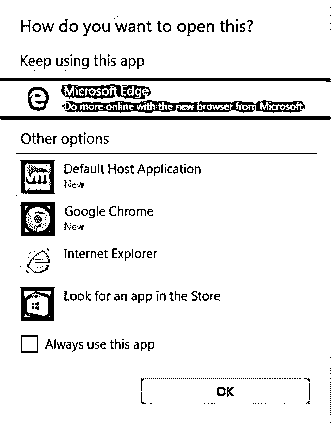 How do you want to open this?
Keep using this app
Microsoft Edge
Do more online with the new browser from Microsoft
Other options
Default Host Application
New
Google Chrome
New
Internet Explorer
Look for an app in the Store
Always use this app
OK